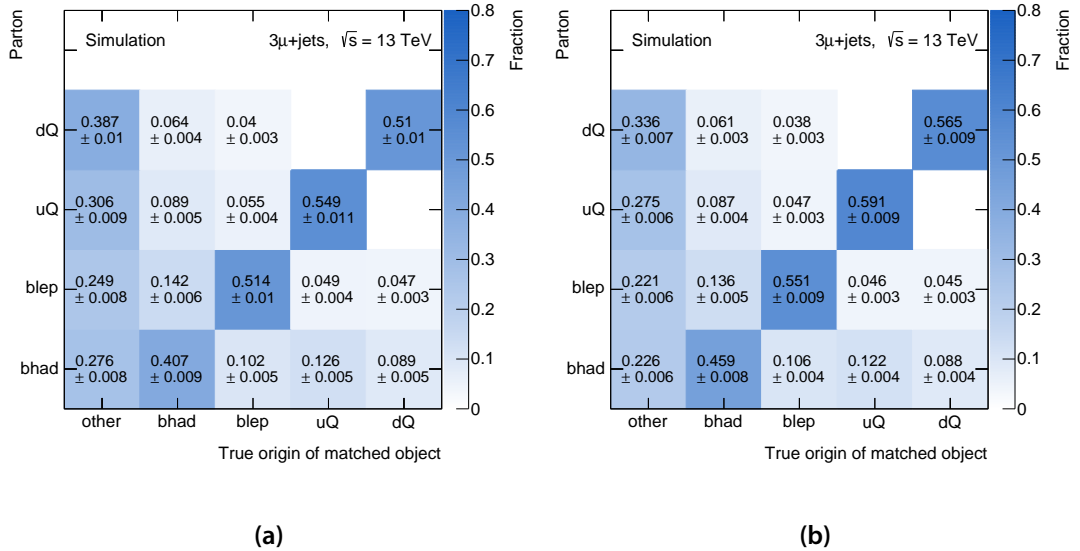 Parton
Simulation
3μ+jets, √s = 13 TeV
Fraction
0.8
0.7
0.6
0.5
0.4
0.3
0.2
0.1
0
dQ
uQ
blep
bhad
0.387 ± 0.01
0.064 ± 0.004
0.04 ± 0.003
0.51 ± 0.01
0.306 ± 0.009
0.089 ± 0.005
0.055 ± 0.004
0.549 ± 0.011
0.249 ± 0.008
0.142 ± 0.006
0.514 ± 0.01
0.049 ± 0.004
0.047 ± 0.003
0.276 ± 0.008
0.407 ± 0.009
0.102 ± 0.005
0.126 ± 0.005
0.089 ± 0.005
other bhad blep uQ dQ
True origin of matched object
(a)
Parton
Simulation
3μ+jets, √s = 13 TeV
Fraction
0.8
0.7
0.6
0.5
0.4
0.3
0.2
0.1
0
dQ
uQ
blep
bhad
0.336 ± 0.007
0.061 ± 0.003
0.038 ± 0.003
0.565 ± 0.009
0.275 ± 0.006
0.087 ± 0.004
0.047 ± 0.003
0.591 ± 0.009
0.221 ± 0.006
0.136 ± 0.005
0.551 ± 0.009
0.046 ± 0.003
0.045 ± 0.003
0.226 ± 0.006
0.459 ± 0.008
0.106 ± 0.004
0.122 ± 0.004
0.088 ± 0.004
other bhad blep uQ dQ
True origin of matched object
(b)